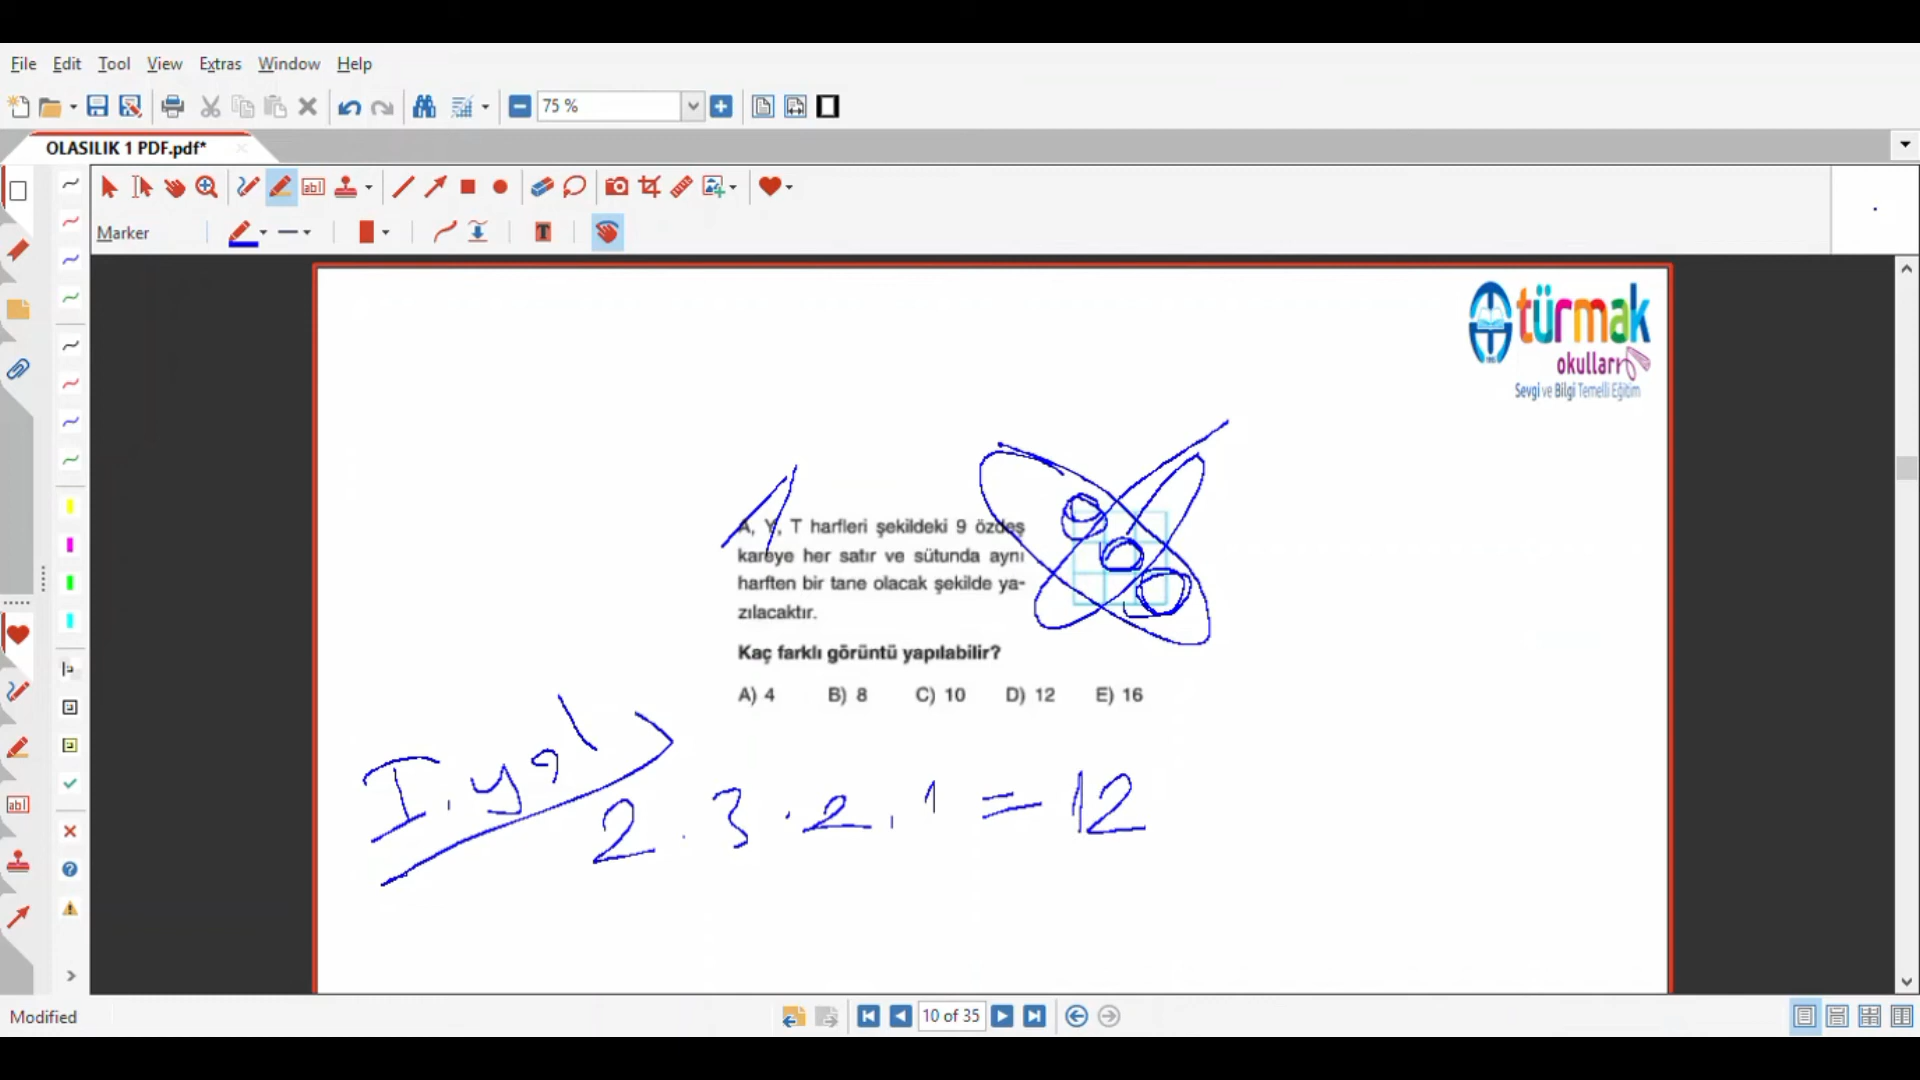 File Edit Tool View Extras Window Help
75 %
OLASILIK 1 PDF.pdf*
Marker
türmak
okulları
Sevgi ve Bilgi Temelli Eğitim
A, Y, T harfleri şekildeki 9 özdeş
kareye her satır ve sütunda aynı
harften bir tane olacak şekilde ya-
zılacaktır.
Kaç farklı görüntü yapılabilir?
A) 4 B) 8 C) 10 D) 12 E) 16
I. yol
2 . 3 . 2 . 1 = 12
Modified
10 of 35